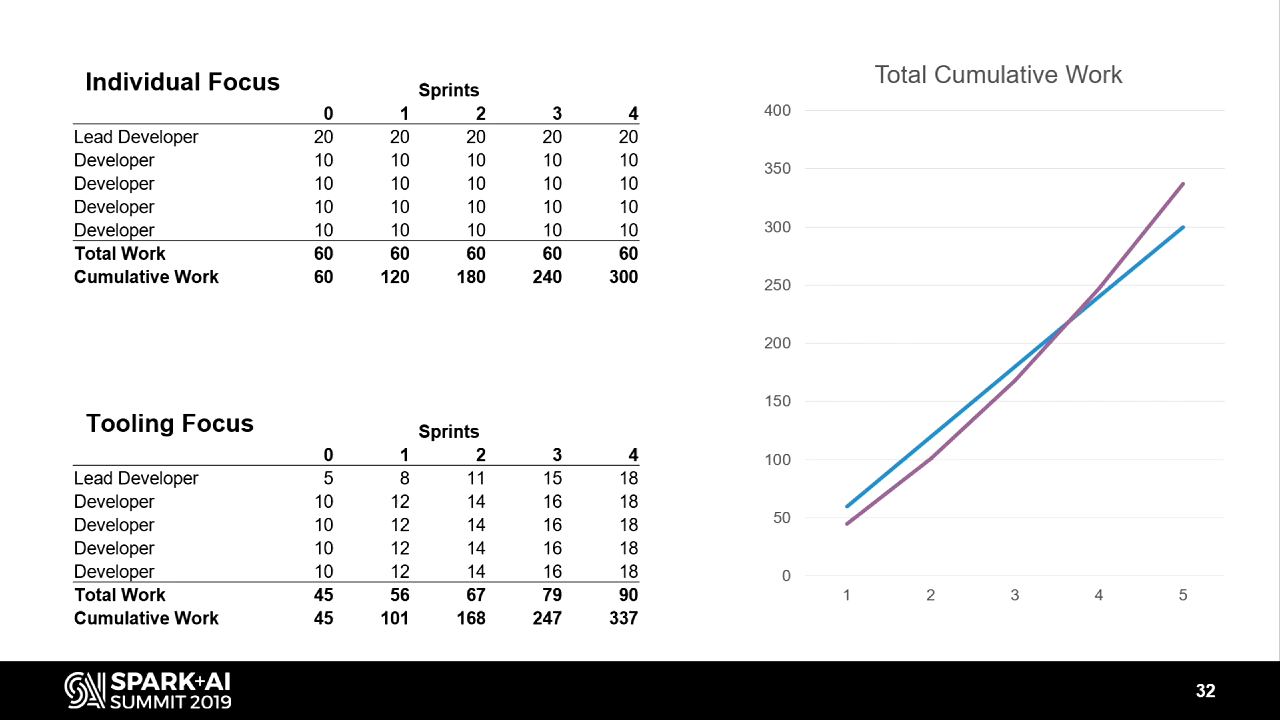 Individual Focus
Sprints
0 1 2 3 4
Lead Developer 20 20 20 20 20
Developer 10 10 10 10 10
Developer 10 10 10 10 10
Developer 10 10 10 10 10
Developer 10 10 10 10 10
Total Work 60 60 60 60 60
Cumulative Work 60 120 180 240 300
Tooling Focus
Sprints
0 1 2 3 4
Lead Developer 5 8 11 15 18
Developer 10 12 14 16 18
Developer 10 12 14 16 18
Developer 10 12 14 16 18
Developer 10 12 14 16 18
Total Work 45 56 67 79 90
Cumulative Work 45 101 168 247 337
Total Cumulative Work
400
350
300
250
200
150
100
50
0
1 2 3 4 5
SAI SPARK+AI
SUMMIT 2019
32